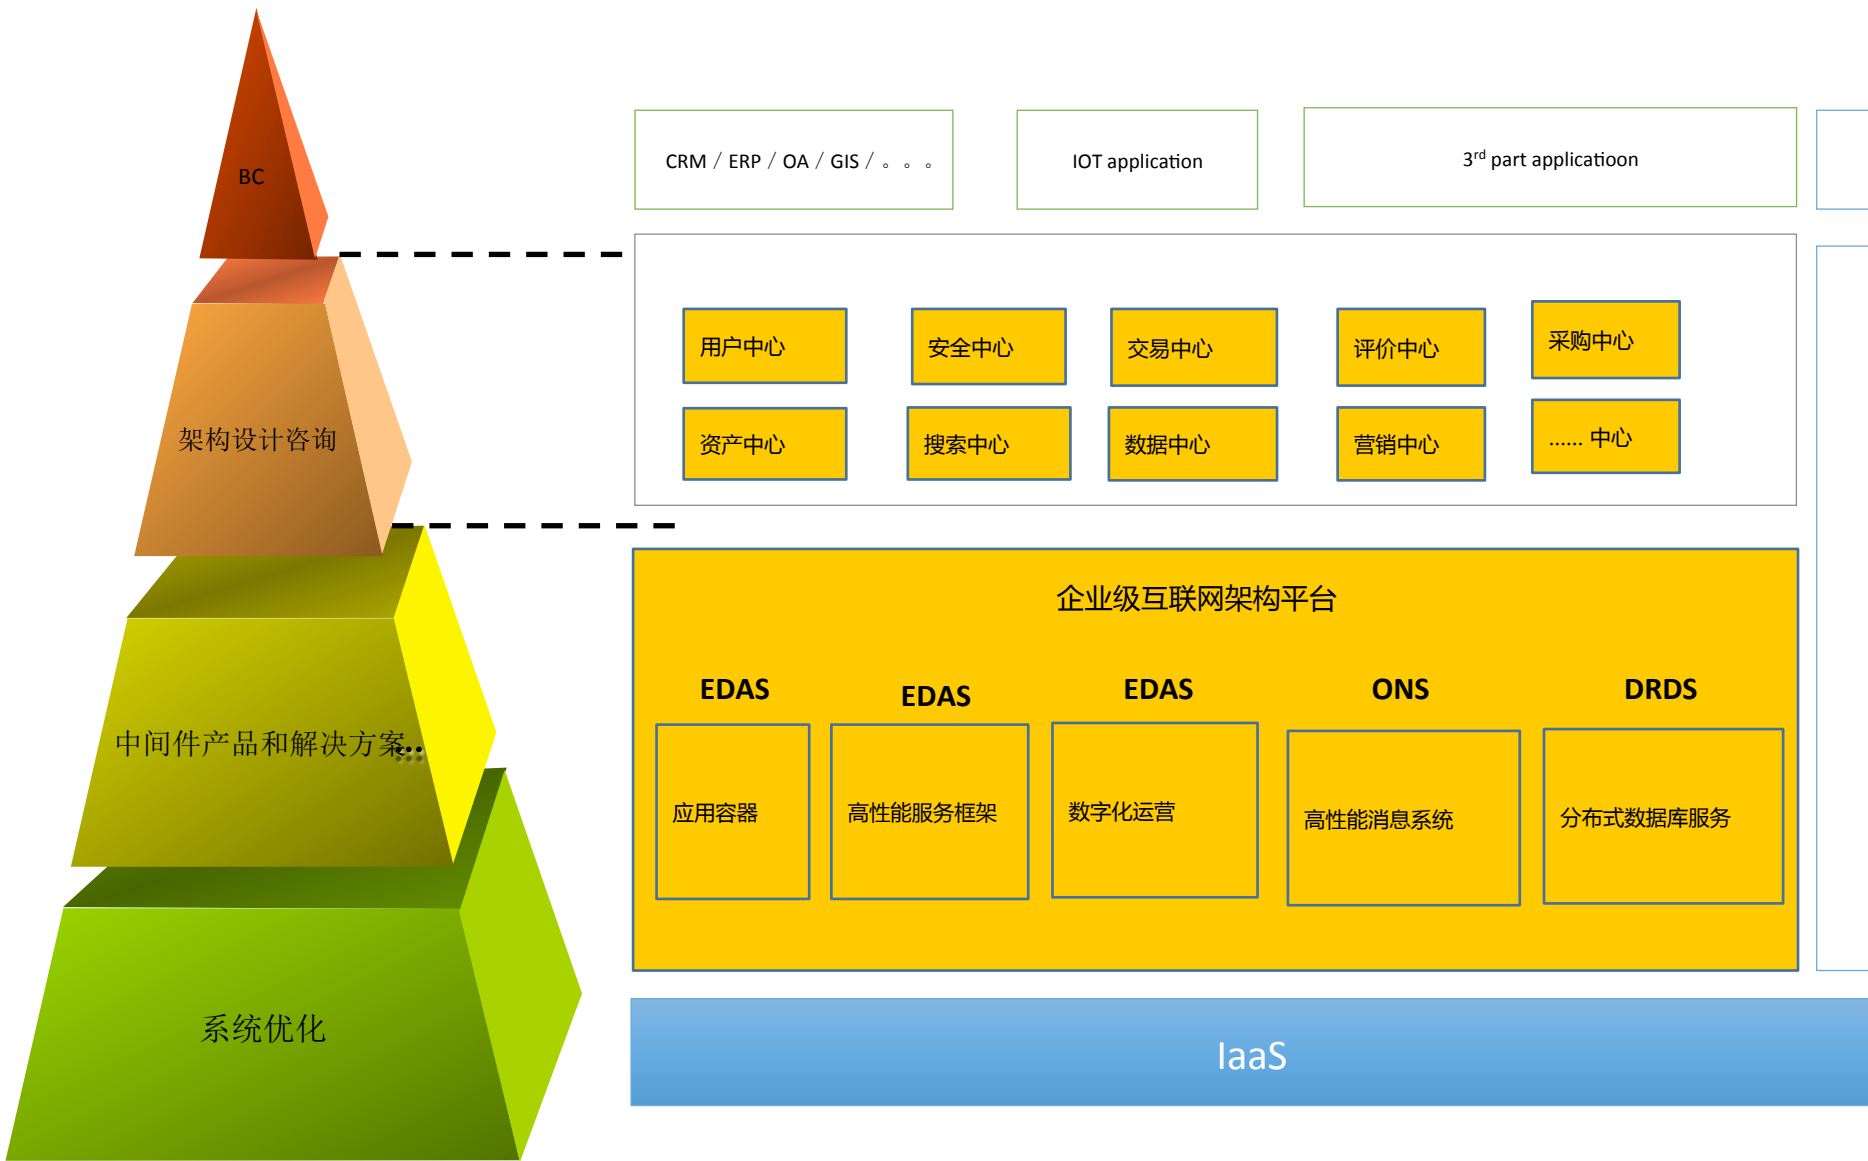 BC
架构设计咨询
中间件产品和解决方案...
系统优化
CRM / ERP / OA / GIS / 。。。
IOT application
3rd part applicatioon
用户中心
安全中心
交易中心
评价中心
采购中心
资产中心
搜索中心
数据中心
营销中心
...... 中心
企业级互联网架构平台
EDAS
EDAS
EDAS
ONS
DRDS
应用容器
高性能服务框架
数字化运营
高性能消息系统
分布式数据库服务
IaaS